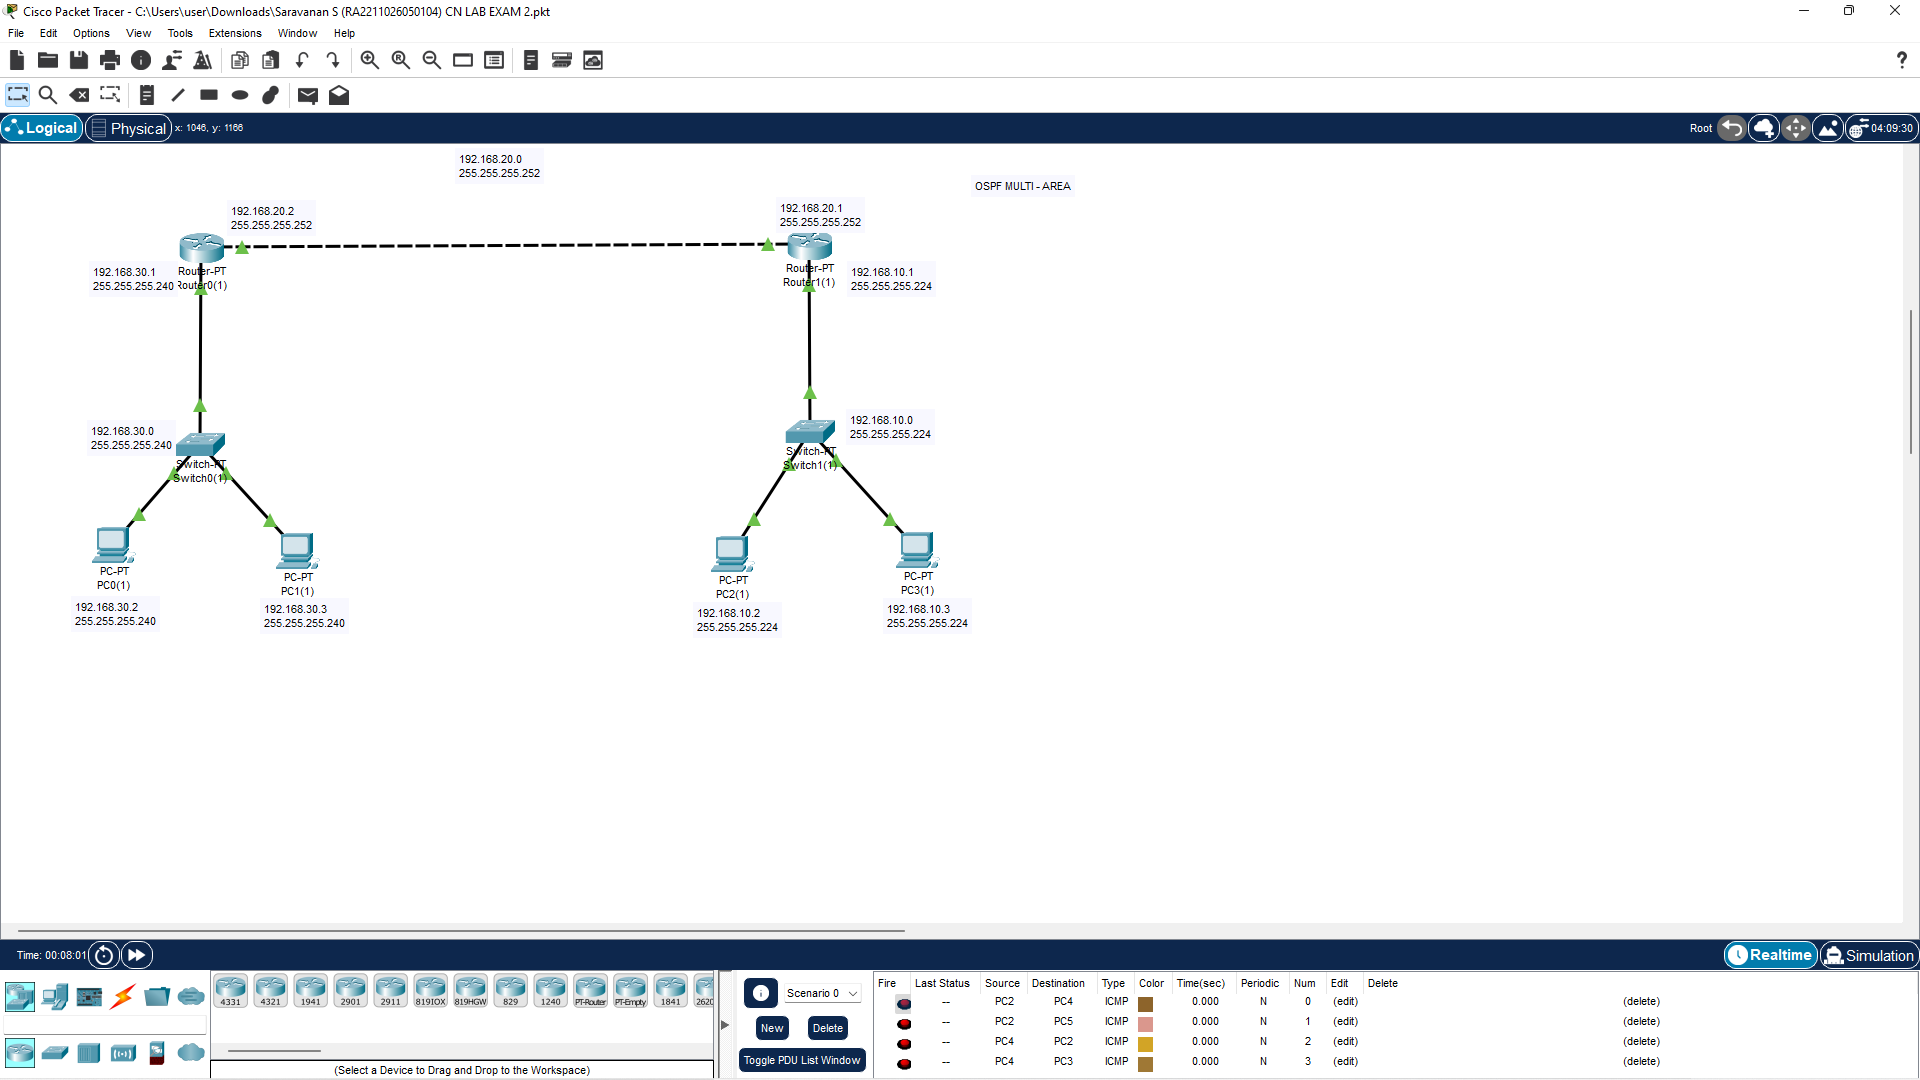 Cisco Packet Tracer - C:\Users\user\Downloads\Saravanan S (RA2211026050104) CN LAB EXAM 2.pkt
File Edit Options View Tools Extensions Window Help
?
Logical Physical x: 1046, y: 1166 Root 04:09:30
192.168.20.0
255.255.255.252
OSPF MULTI - AREA
192.168.20.2
255.255.255.252
192.168.20.1
255.255.255.252
192.168.30.1
255.255.255.240
Router-PT
Router0(1)
Router-PT
Router1(1)
192.168.10.1
255.255.255.224
192.168.30.0
255.255.255.240
Switch-PT
Switch0(1)
Switch-PT
Switch1(1)
192.168.10.0
255.255.255.224
PC-PT
PC0(1)
192.168.30.2
255.255.255.240
PC-PT
PC1(1)
192.168.30.3
255.255.255.240
PC-PT
PC2(1)
192.168.10.2
255.255.255.224
PC-PT
PC3(1)
192.168.10.3
255.255.255.224
Time: 00:08:01 Realtime Simulation
4331 4321 1941 2901 2911 819IOX 819HGW 829 1240 PT-Router PT-Empty 1841 2620
(Select a Device to Drag and Drop to the Workspace)
Scenario 0
New Delete
Toggle PDU List Window
Fire Last Status Source Destination Type Color Time(sec) Periodic Num Edit Delete
-- PC2 PC4 ICMP 0.000 N 0 (edit) (delete)
-- PC2 PC5 ICMP 0.000 N 1 (edit) (delete)
-- PC4 PC2 ICMP 0.000 N 2 (edit) (delete)
-- PC4 PC3 ICMP 0.000 N 3 (edit) (delete)